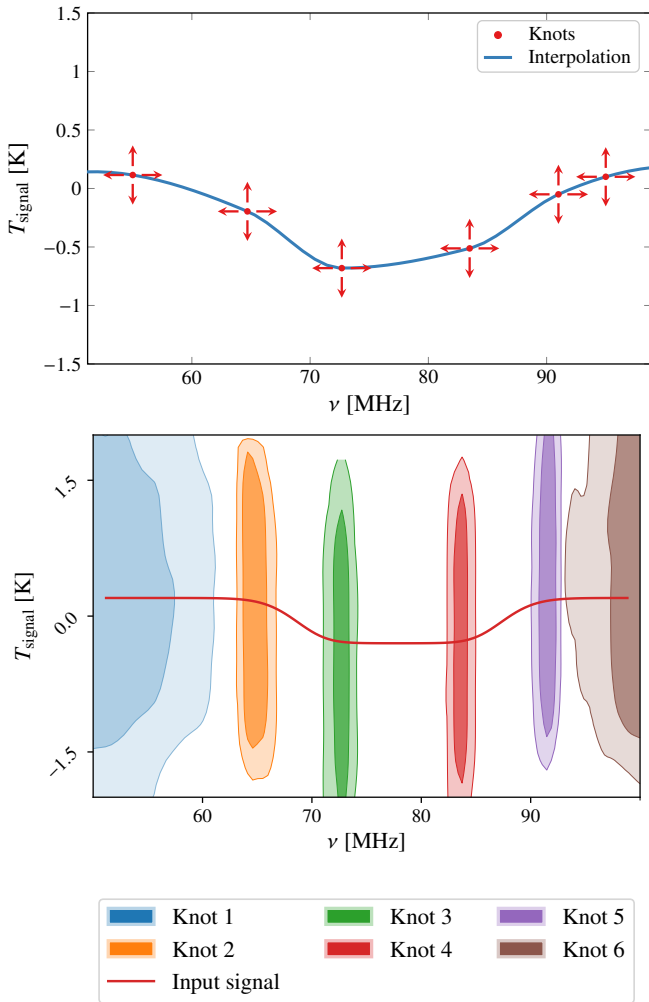 1.5
1
0.5
0
−0.5
−1
−1.5
T_signal [K]
Knots
Interpolation
60 70 80 90
ν [MHz]
1.5
0.0
−1.5
T_signal [K]
60 70 80 90
ν [MHz]
Knot 1 Knot 3 Knot 5
Knot 2 Knot 4 Knot 6
Input signal